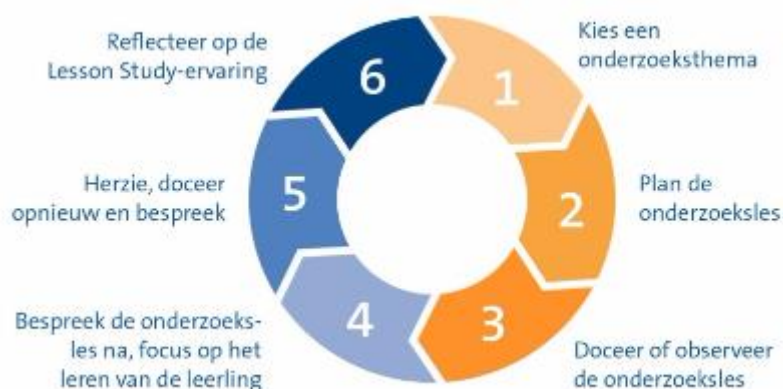 1
Kies een
onderzoeksthema
2
Plan de
onderzoeksles
3
Doceer of observeer
de onderzoeksles
4
Bespreek de onderzoeks-
les na, focus op het
leren van de leerling
5
Herzie, doceer
opnieuw en bespreek
6
Reflecteer op de
Lesson Study-ervaring